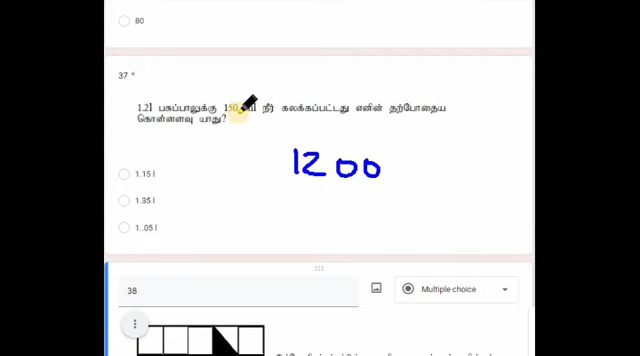 80
37 *
1.2l பசுப்பாலுக்கு 150 ml நீர் கலக்கப்பட்டது எனின் தற்போதைய
கொள்ளளவு யாது?
1200
1.15 l
1.35 l
1..05 l
38
Multiple choice